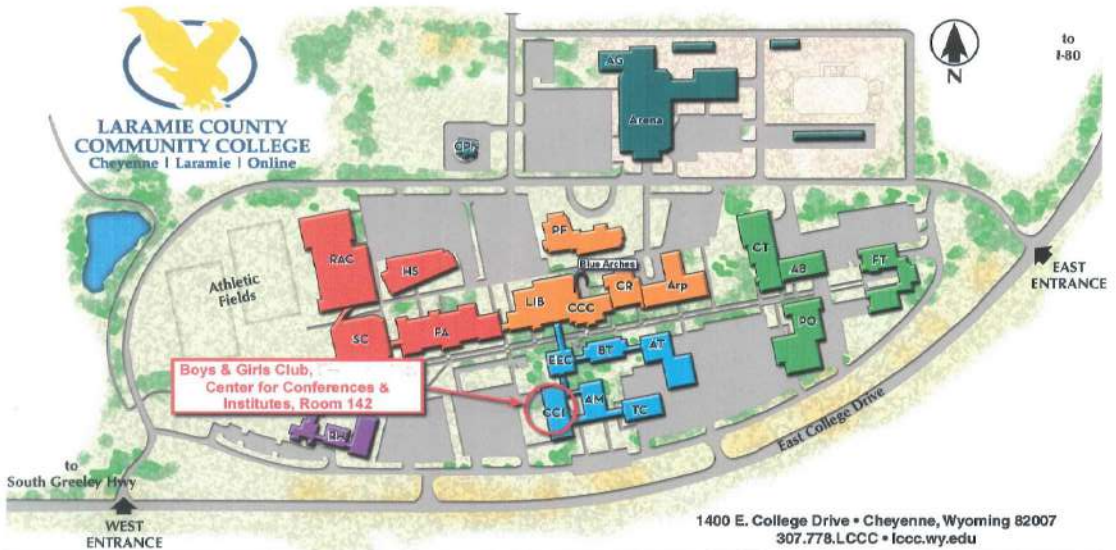 LARAMIE COUNTY
COMMUNITY COLLEGE
Cheyenne | Laramie | Online
AG
Arena
N
to
I-80
CPN
RAC
HS
PF
Blue Arches
CT
AB
FT
EAST
ENTRANCE
Athletic
Fields
LIB
CCC
CR
Arp
PO
SC
FA
EEC
BT
AT
Boys & Girls Club,
Center for Conferences &
Institutes, Room 142
CCI
AM
TC
RH
East College Drive
to
South Greeley Hwy
WEST
ENTRANCE
1400 E. College Drive • Cheyenne, Wyoming 82007
307.778.LCCC • lccc.wy.edu